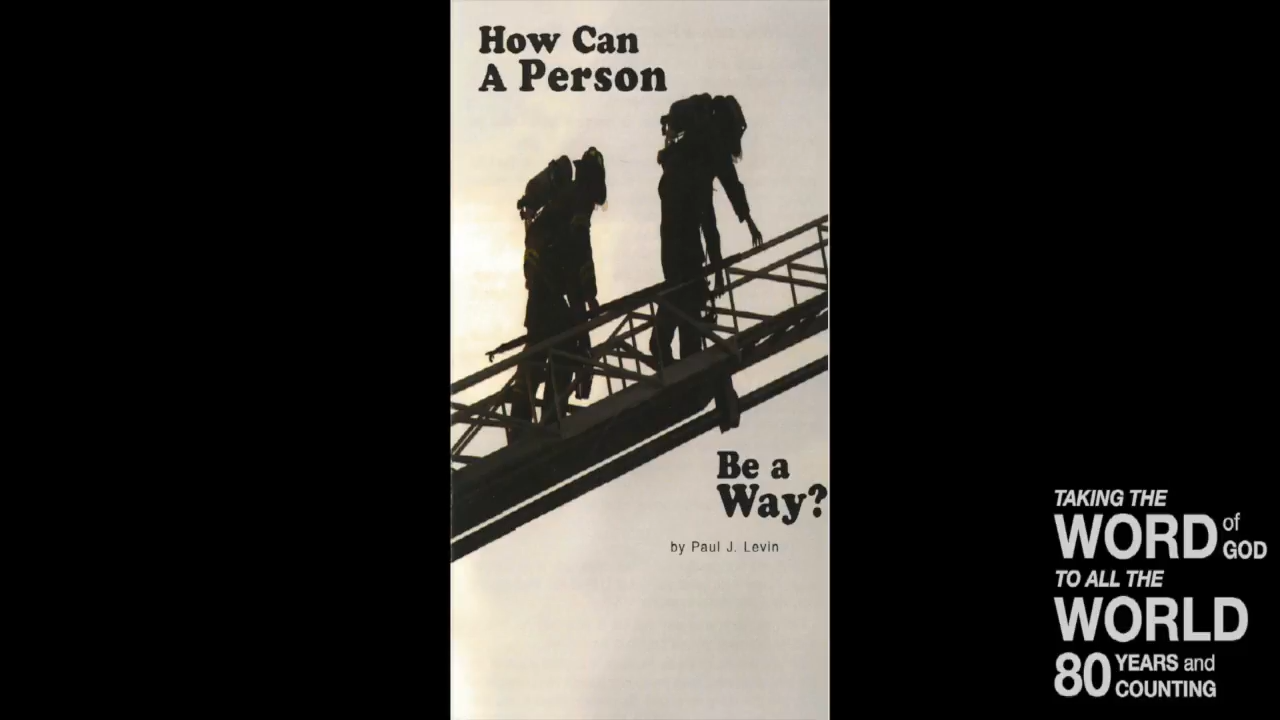 How Can
A Person
Be a
Way?
by Paul J. Levin
TAKING THE
WORD of GOD
TO ALL THE
WORLD
80 YEARS and
COUNTING